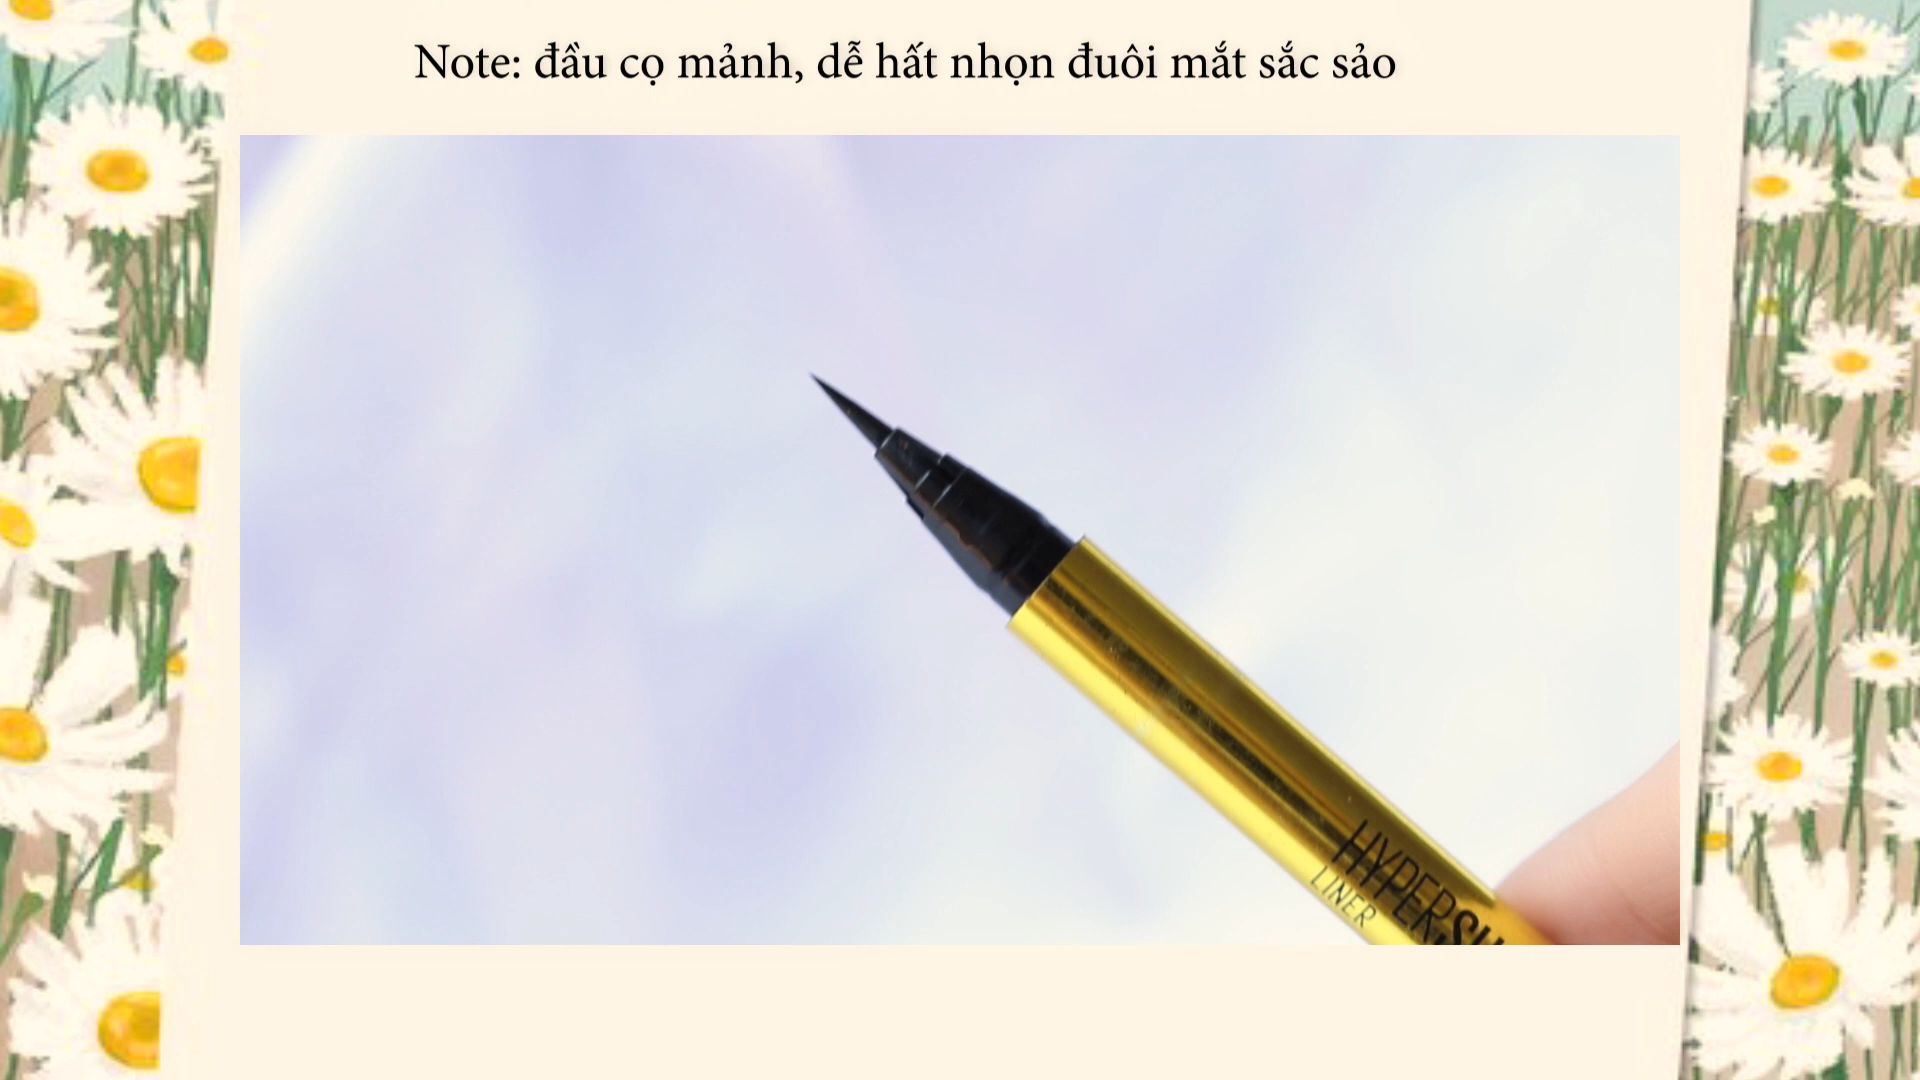 Note: đầu cọ mảnh, dễ hất nhọn đuôi mắt sắc sảo
LINER